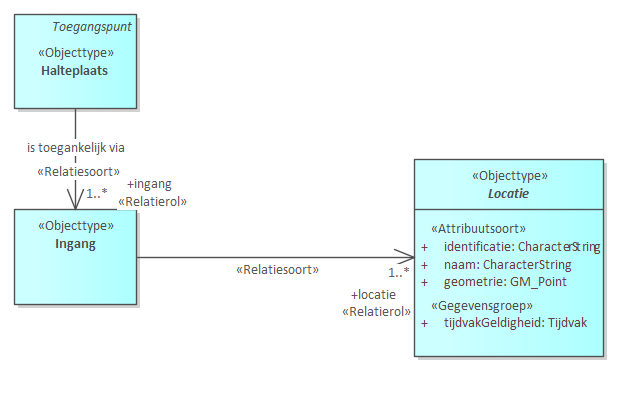 Toegangspunt
«Objecttype»
Halteplaats
is toegankelijk via
«Relatiesoort»
1..*
+ingang
«Relatierol»
«Objecttype»
Ingang
«Relatiesoort»
1..*
+locatie
«Relatierol»
«Objecttype»
Locatie
«Attribuutsoort»
+ identificatie: CharacterString
+ naam: CharacterString
+ geometrie: GM_Point
«Gegevensgroep»
+ tijdvakGeldigheid: Tijdvak